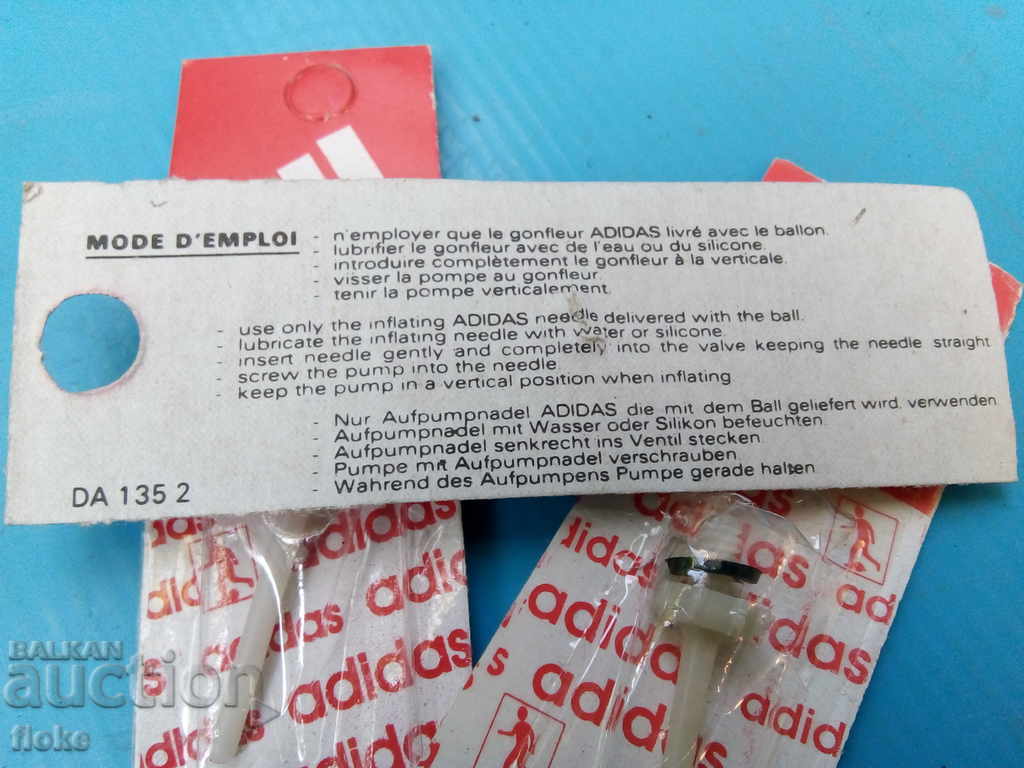 MODE D'EMPLOI
- n'employer que le gonfleur ADIDAS livré avec le ballon.
- lubrifier le gonfleur avec de l'eau ou du silicone.
- introduire complètement le gonfleur à la verticale.
- visser la pompe au gonfleur.
- tenir la pompe verticalement.
- use only the inflating ADIDAS needle delivered with the ball.
- lubricate the inflating needle with water or silicone.
- insert needle gently and completely into the valve keeping the needle straight
- screw the pump into the needle.
- keep the pump in a vertical position when inflating
- Nur Aufpumpnadel ADIDAS die mit dem Ball geliefert wird. verwenden
- Aufpumpnadel mit Wasser oder Silikon befeuchten.
- Aufpumpnadel senkrecht ins Ventil stecken.
- Pumpe mit Aufpumpnadel verschrauben.
- Wahrend des Aufpumpens Pumpe gerade halten
DA 135 2
adidas
adidas
adidas
adidas
adidas
adidas
adidas
adidas
BALKAN
auction
floke